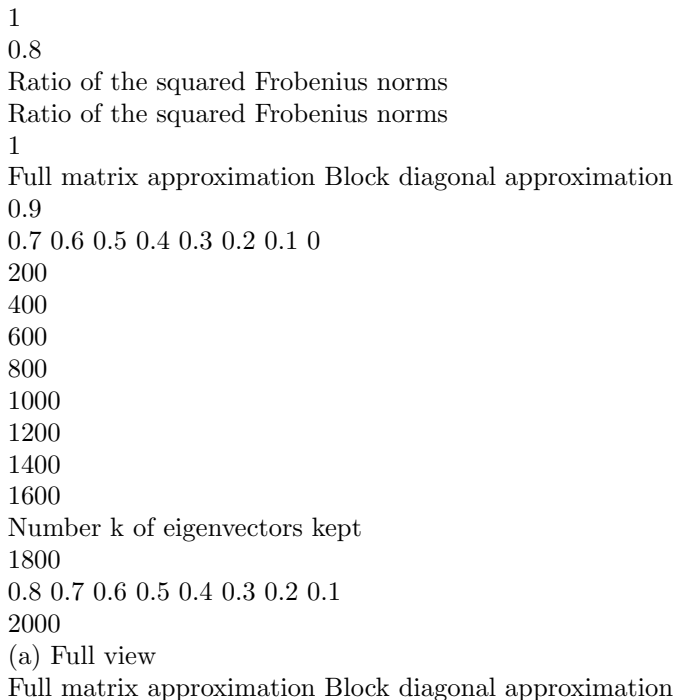 1
0.8
Ratio of the squared Frobenius norms
Ratio of the squared Frobenius norms
1
Full matrix approximation Block diagonal approximation
0.9
0.7 0.6 0.5 0.4 0.3 0.2 0.1 0
200
400
600
800
1000
1200
1400
1600
Number k of eigenvectors kept
1800
0.8 0.7 0.6 0.5 0.4 0.3 0.2 0.1
2000
(a) Full view
Full matrix approximation Block diagonal approximation